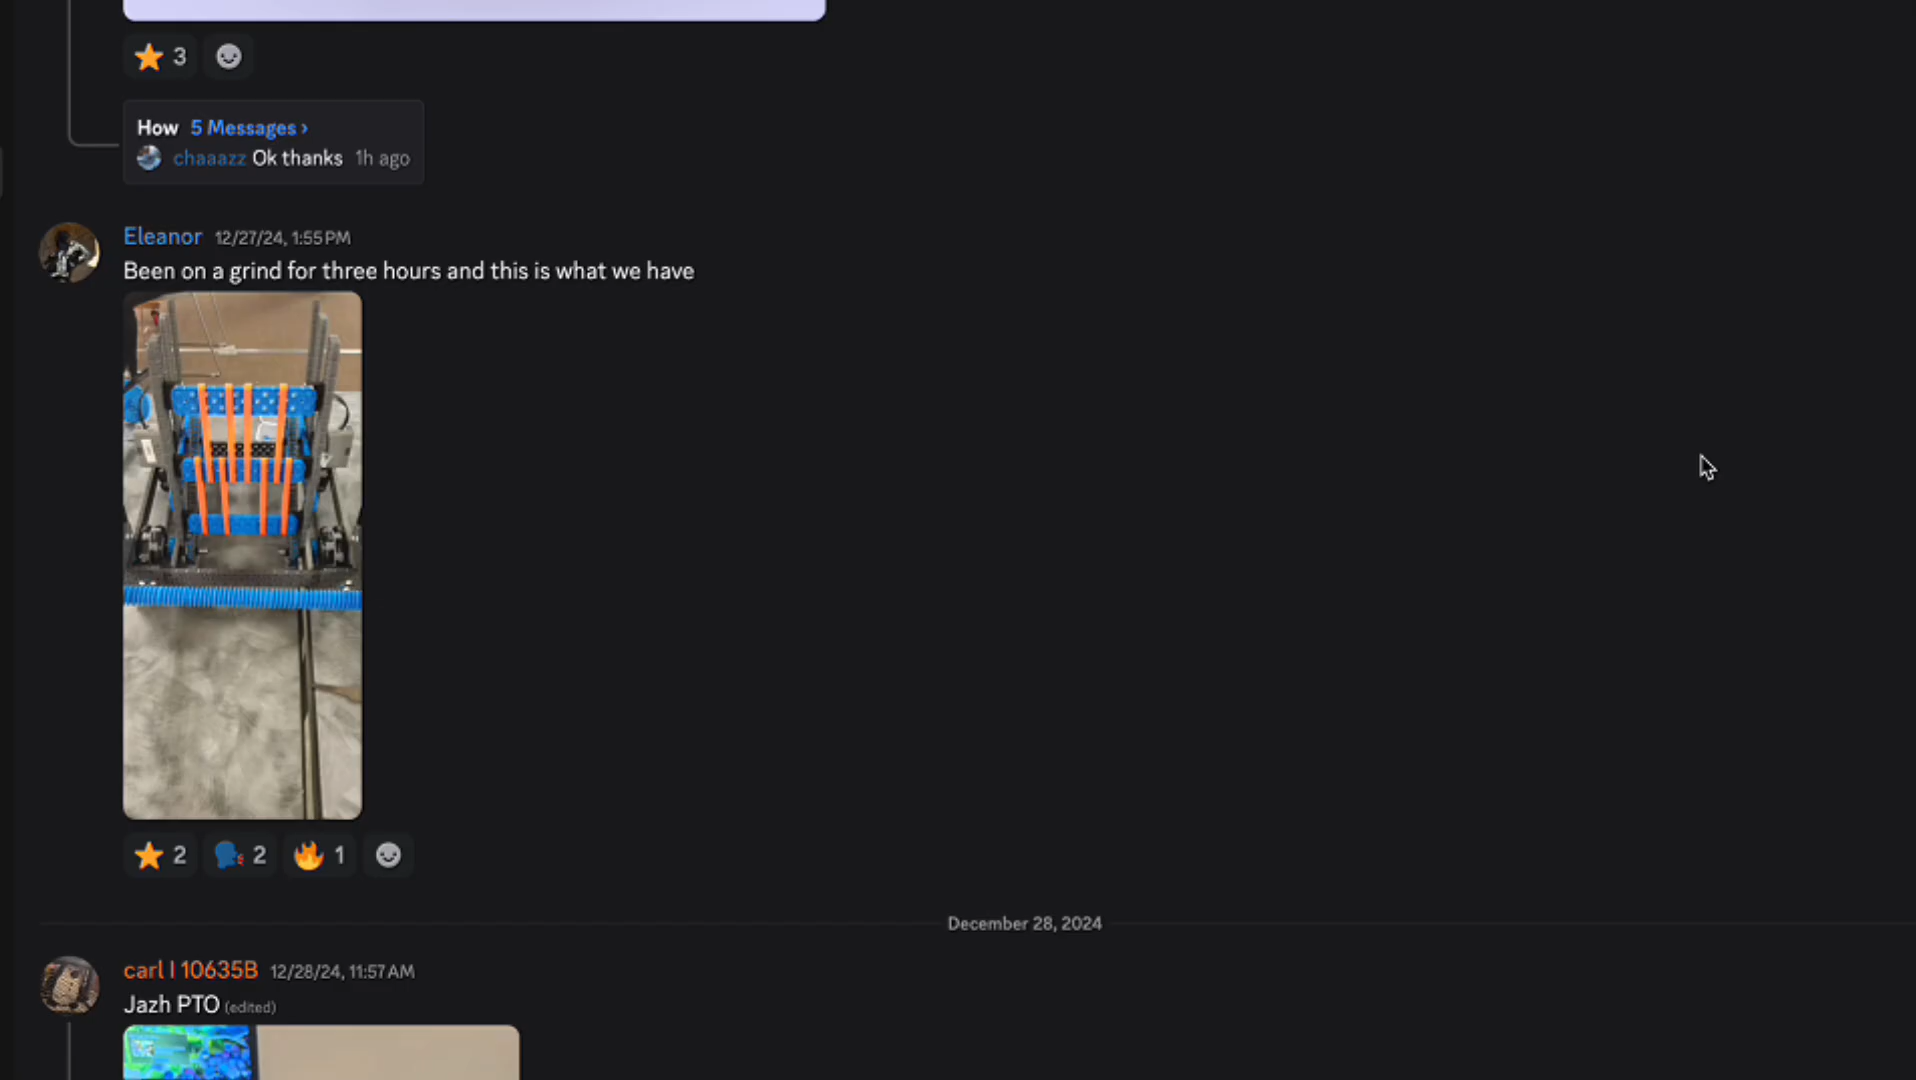 3
How 5 Messages ›
chaaazz Ok thanks 1h ago
Eleanor 12/27/24, 1:55 PM
Been on a grind for three hours and this is what we have
2 2 1
December 28, 2024
carl | 10635B 12/28/24, 11:57 AM
Jazh PTO (edited)